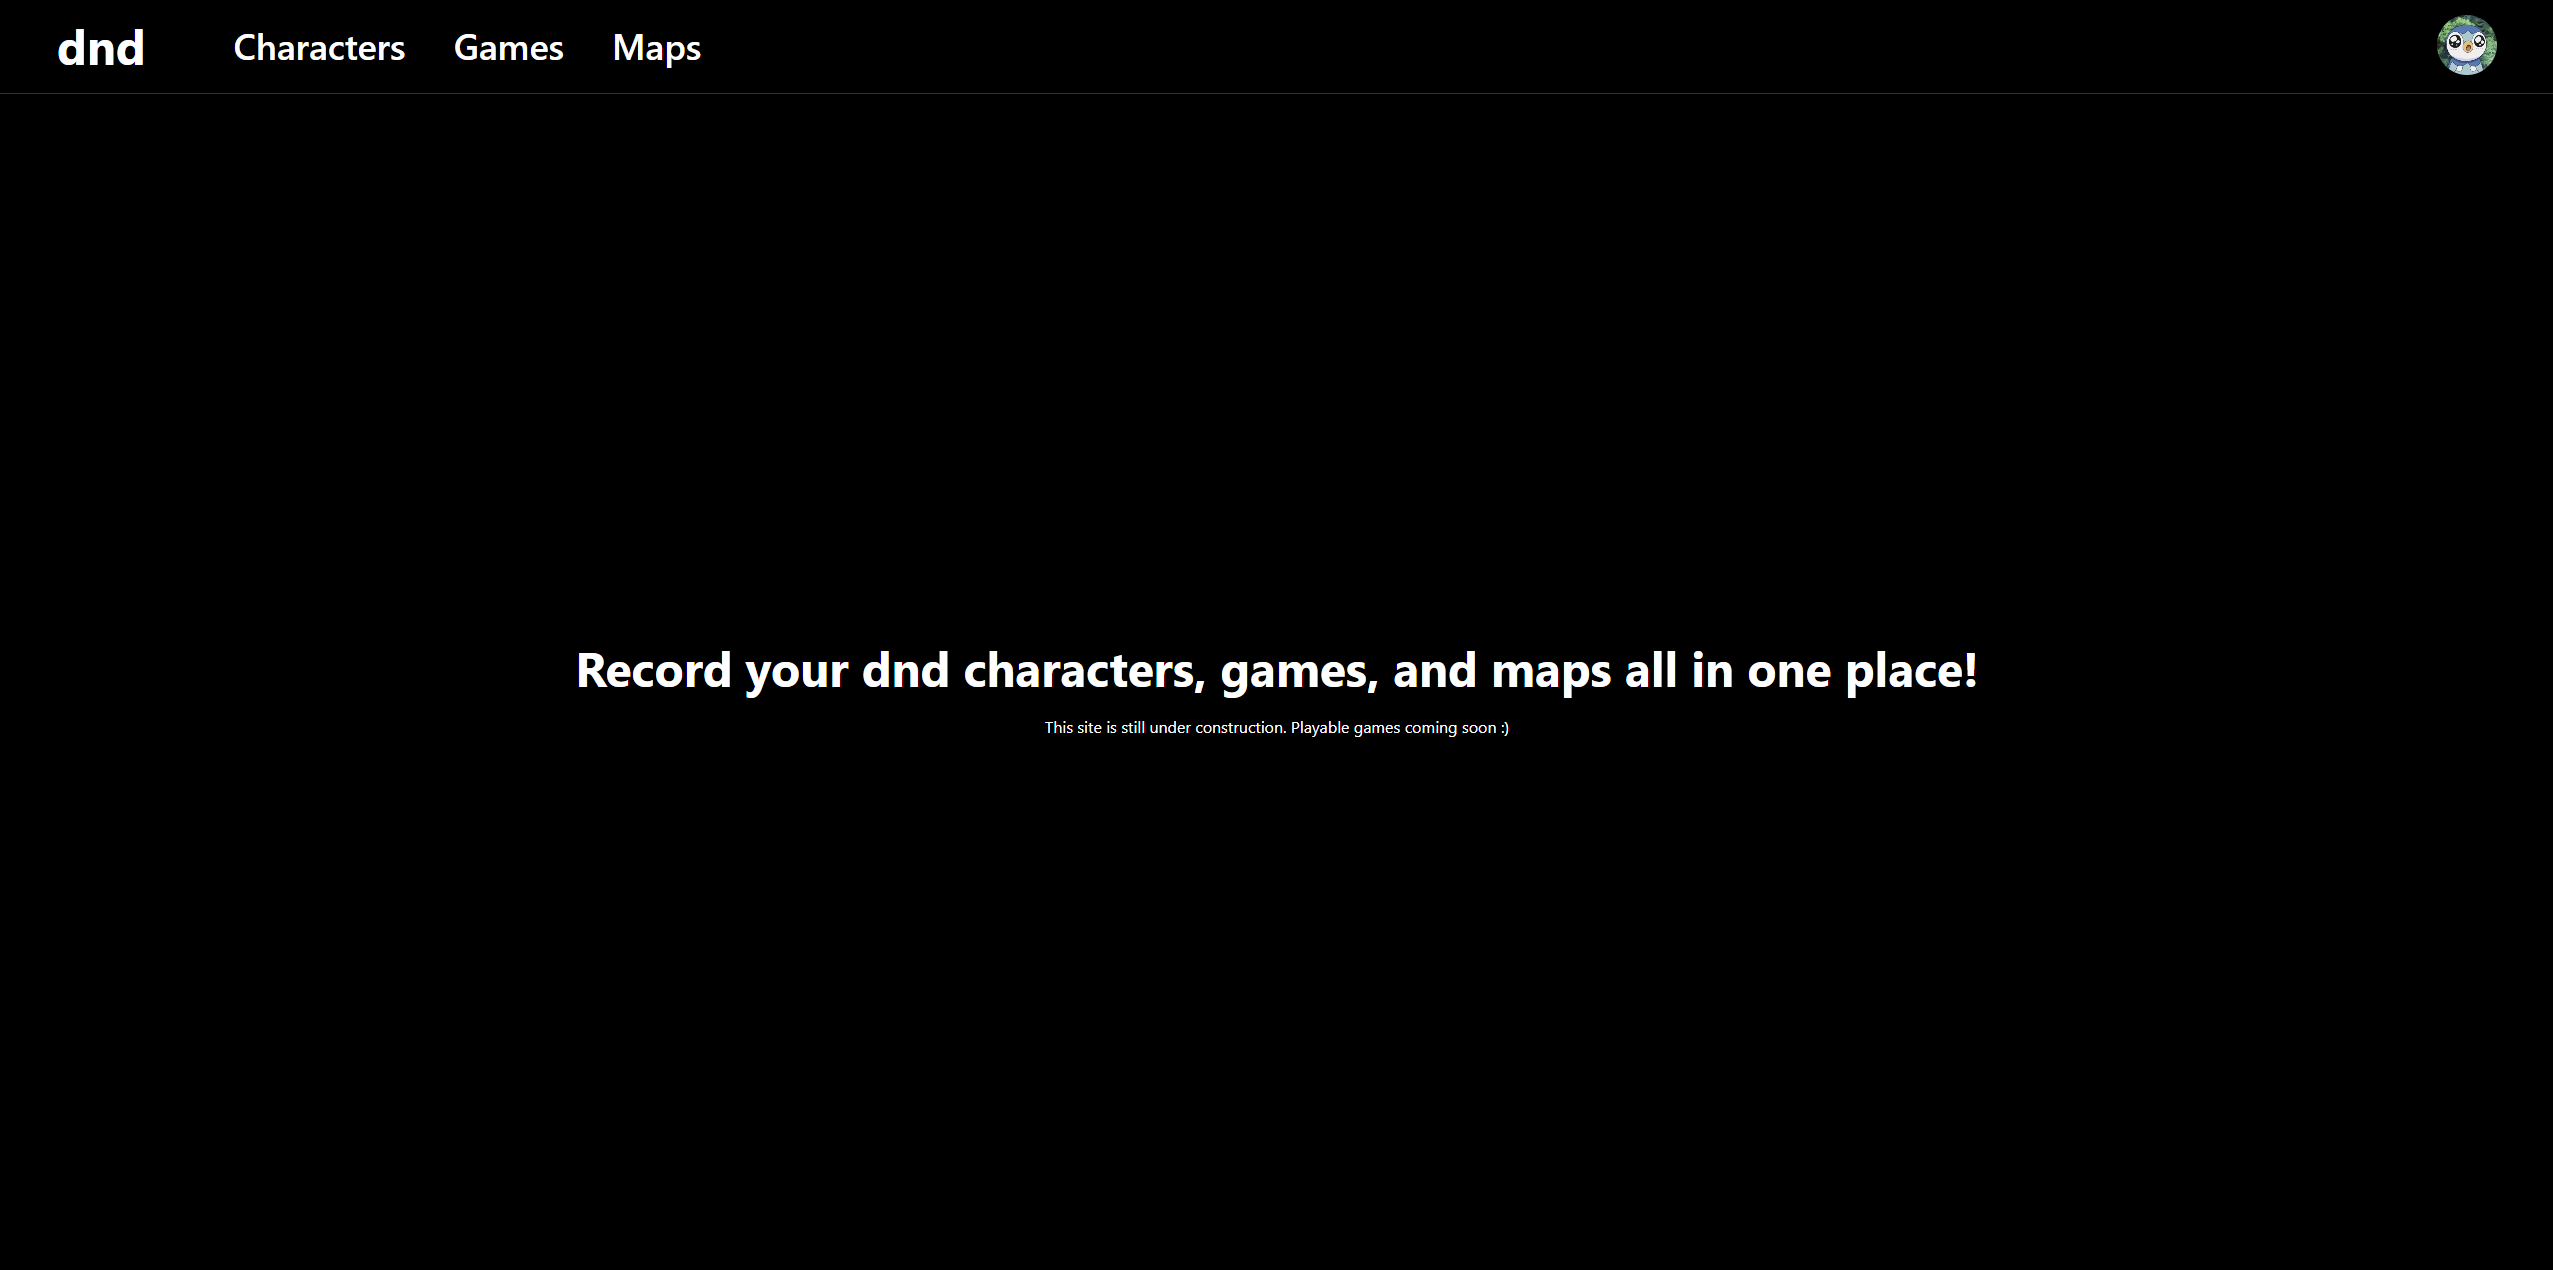 dnd Characters Games Maps
Record your dnd characters, games, and maps all in one place!
This site is still under construction. Playable games coming soon :)